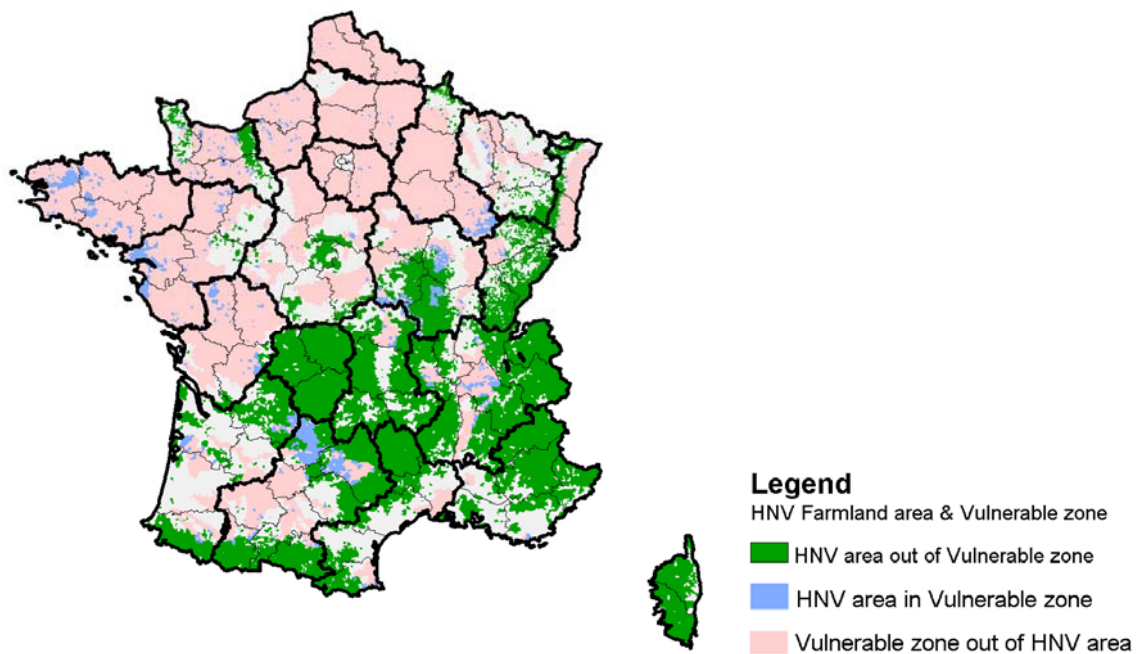 Legend
HNV Farmland area & Vulnerable zone
HNV area out of Vulnerable zone
HNV area in Vulnerable zone
Vulnerable zone out of HNV area